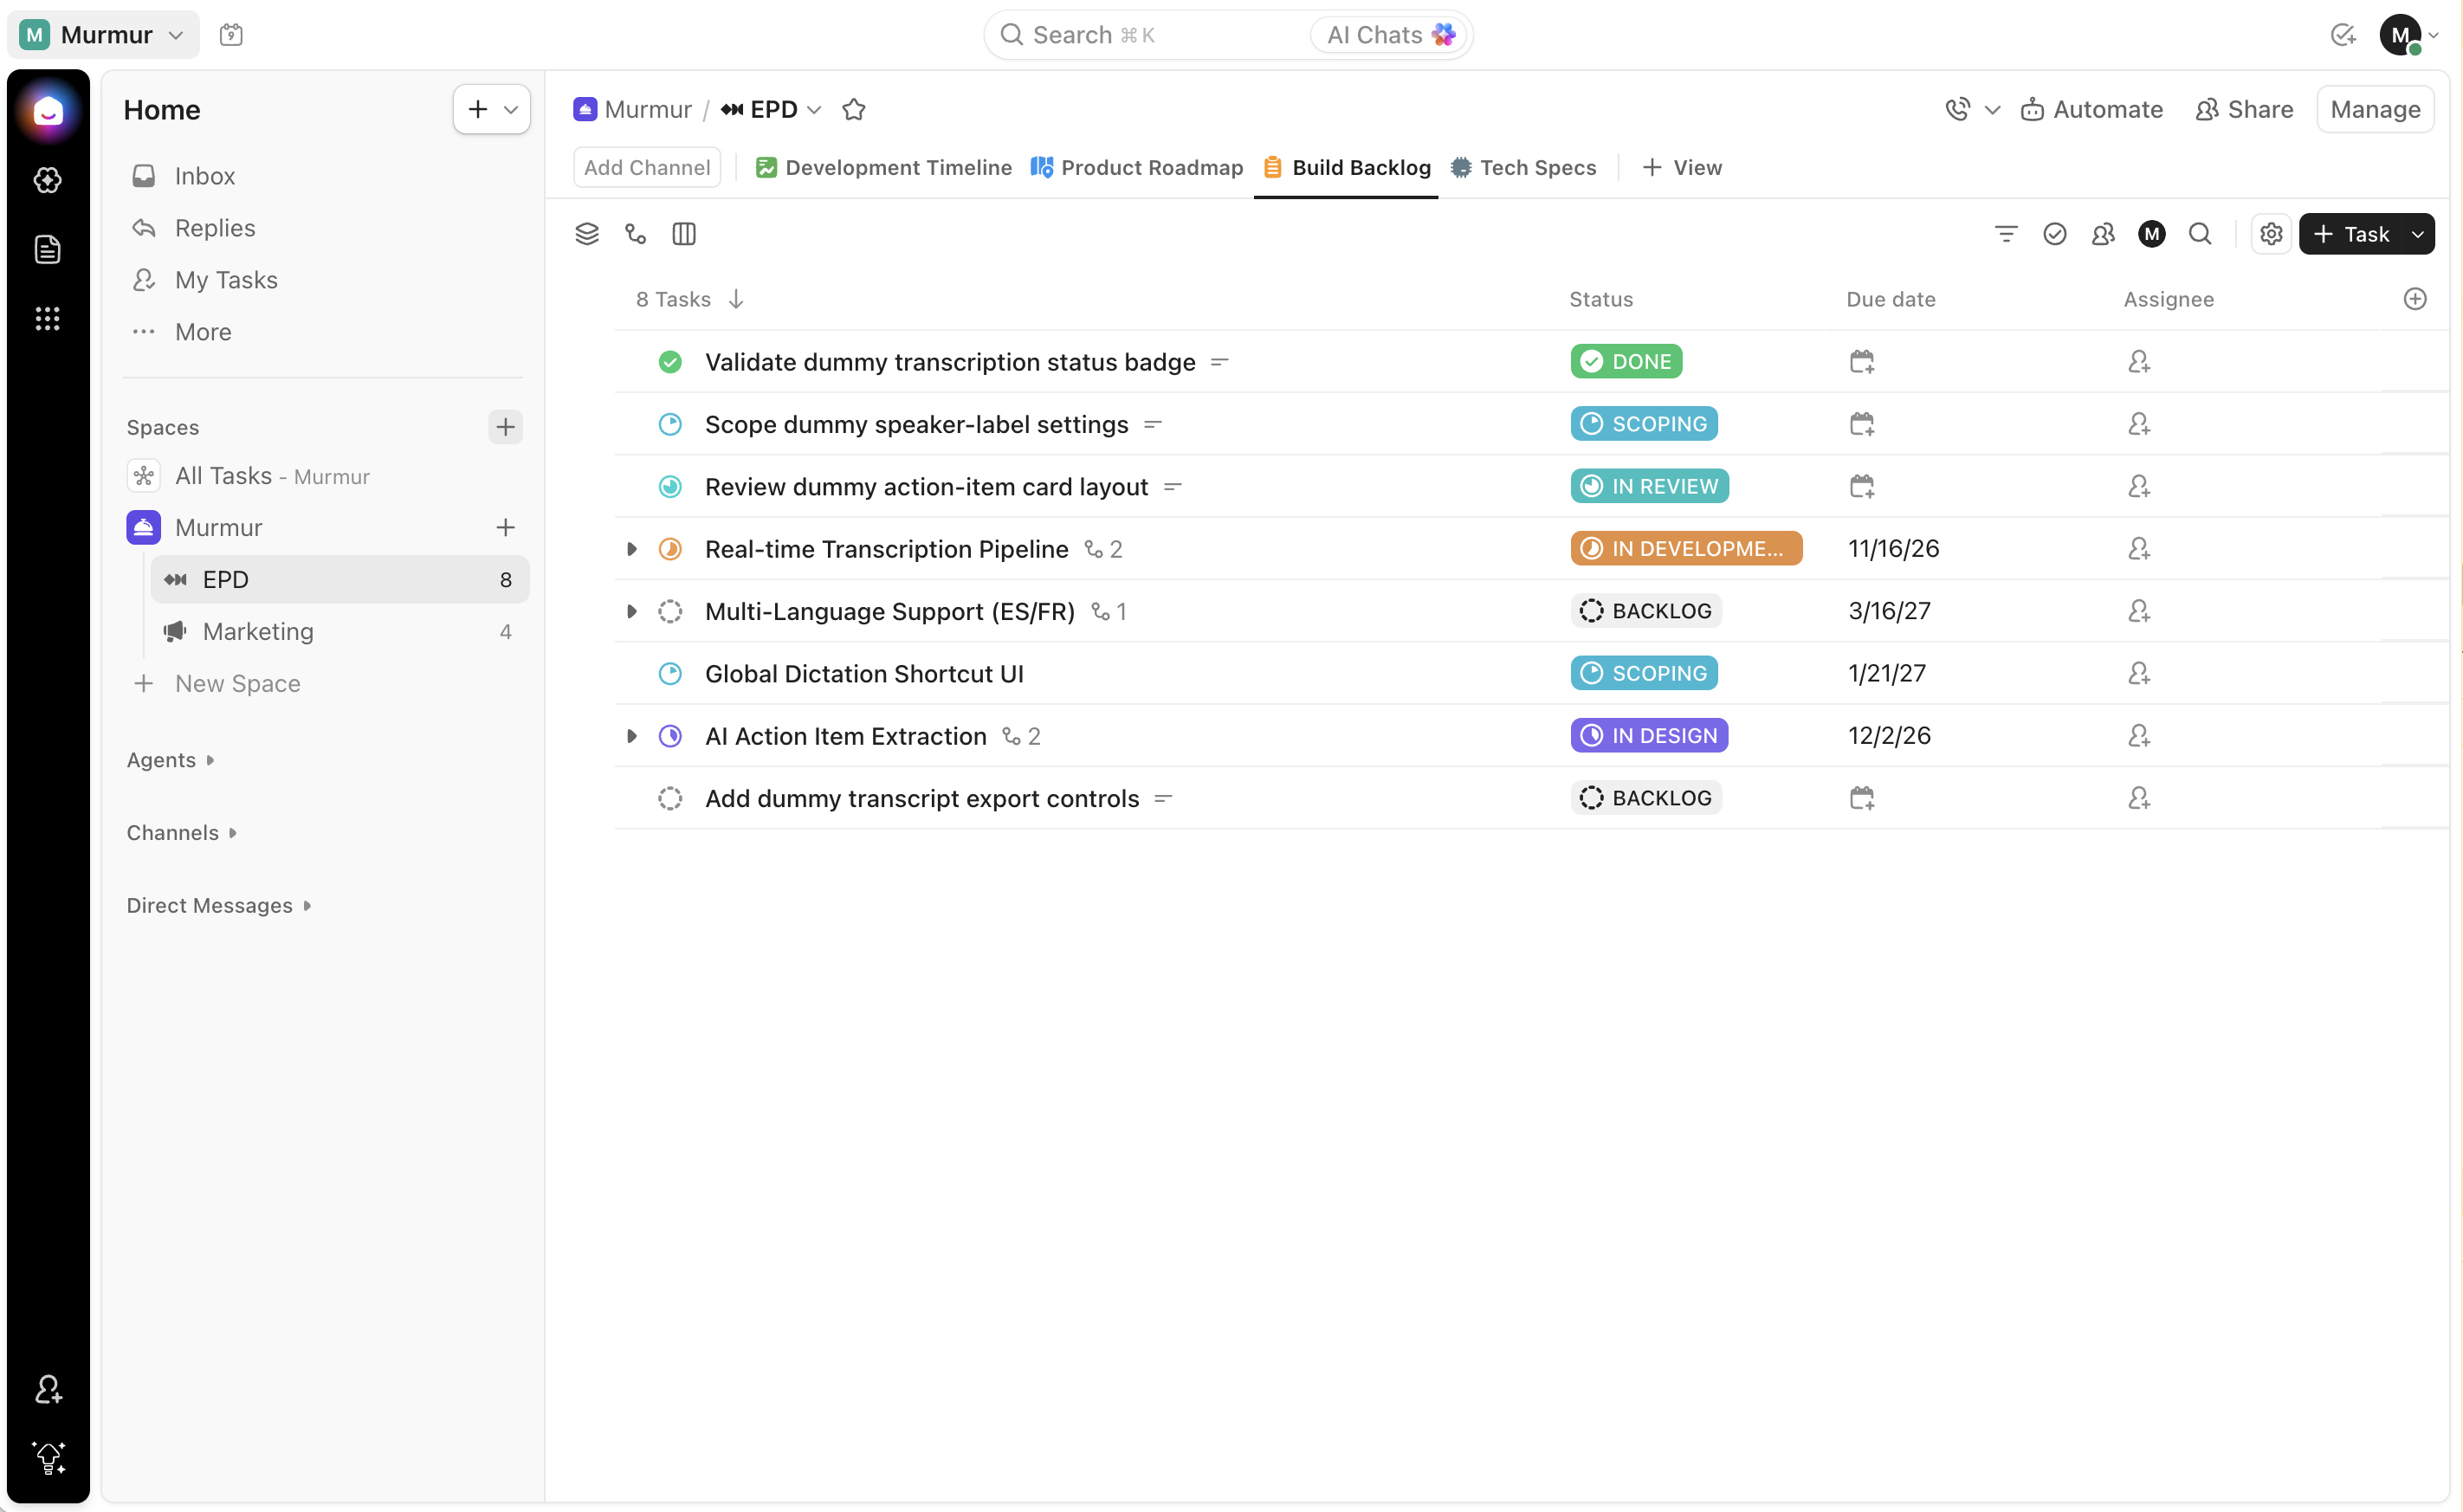 M Murmur
9
Search ⌘K
AI Chats
M
Home
Inbox
Replies
My Tasks
More
Spaces
All Tasks - Murmur
Murmur
EPD 8
Marketing 4
New Space
Agents
Channels
Direct Messages
Murmur / EPD
Automate
Share
Manage
Add Channel
Development Timeline
Product Roadmap
Build Backlog
Tech Specs
View
M
Task
8 Tasks Status Due date Assignee
Validate dummy transcription status badge DONE
Scope dummy speaker-label settings SCOPING
Review dummy action-item card layout IN REVIEW
Real-time Transcription Pipeline 2 IN DEVELOPME... 11/16/26
Multi-Language Support (ES/FR) 1 BACKLOG 3/16/27
Global Dictation Shortcut UI SCOPING 1/21/27
AI Action Item Extraction 2 IN DESIGN 12/2/26
Add dummy transcript export controls BACKLOG